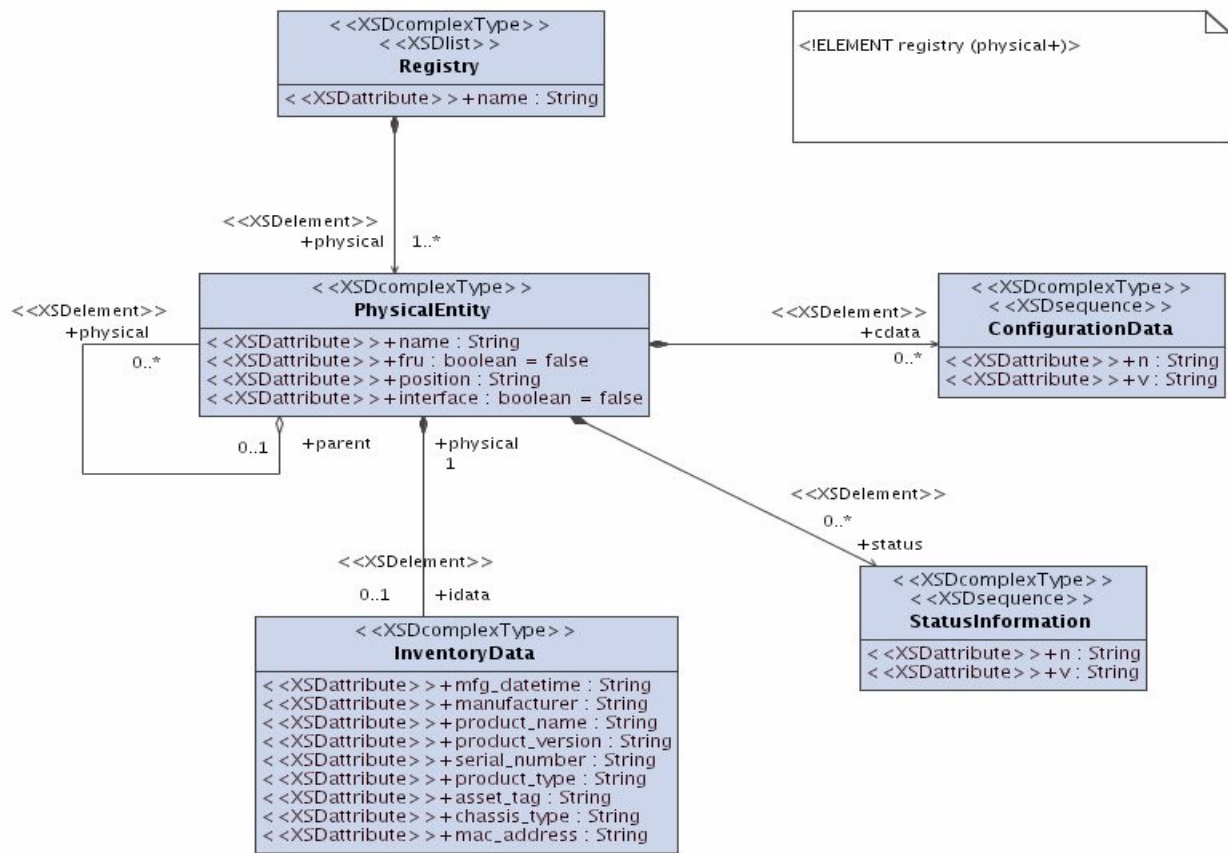 < <XSDcomplexType> >
< <XSDlist> >
Registry
< <XSDattribute> > +name : String
<!ELEMENT registry (physical+)>
<<XSDelement>>
+physical
1..*
< <XSDcomplexType> >
PhysicalEntity
< <XSDattribute> > +name : String
< <XSDattribute> > +fru : boolean = false
< <XSDattribute> > +position : String
< <XSDattribute> > +interface : boolean = false
<<XSDelement>>
+physical
0..*
0..1
+parent
+physical
1
<<XSDelement>>
+cdata
0..*
< <XSDcomplexType> >
< <XSDsequence> >
ConfigurationData
< <XSDattribute> > +n : String
< <XSDattribute> > +v : String
<<XSDelement>>
0..*
+status
< <XSDcomplexType> >
< <XSDsequence> >
StatusInformation
< <XSDattribute> > +n : String
< <XSDattribute> > +v : String
<<XSDelement>>
0..1
+idata
< <XSDcomplexType> >
InventoryData
< <XSDattribute> > +mfg_datetime : String
< <XSDattribute> > +manufacturer : String
< <XSDattribute> > +product_name : String
< <XSDattribute> > +product_version : String
< <XSDattribute> > +serial_number : String
< <XSDattribute> > +product_type : String
< <XSDattribute> > +asset_tag : String
< <XSDattribute> > +chassis_type : String
< <XSDattribute> > +mac_address : String